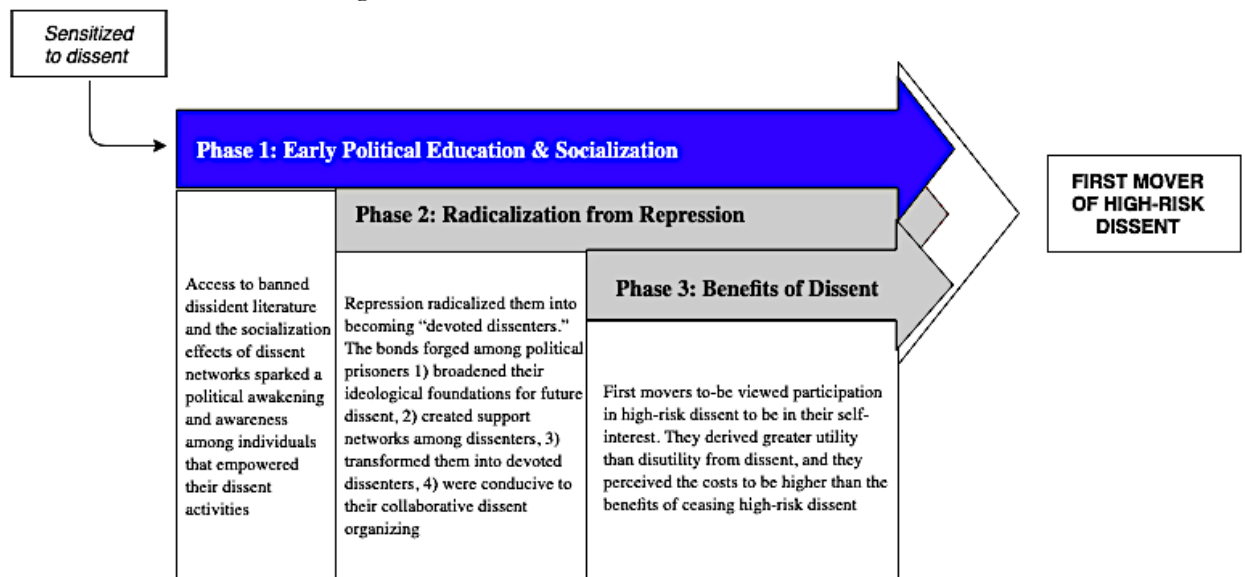 Sensitized
to dissent
Phase 1: Early Political Education & Socialization
Phase 2: Radicalization from Repression
Phase 3: Benefits of Dissent
FIRST MOVER
OF HIGH-RISK
DISSENT
Access to banned
dissident literature
and the socialization
effects of dissent
networks sparked a
political awakening
and awareness
among individuals
that empowered
their dissent
activities
Repression radicalized them into
becoming “devoted dissenters.”
The bonds forged among political
prisoners 1) broadened their
ideological foundations for future
dissent, 2) created support
networks among dissenters, 3)
transformed them into devoted
dissenters, 4) were conducive to
their collaborative dissent
organizing
First movers to-be viewed participation
in high-risk dissent to be in their self-
interest. They derived greater utility
than disutility from dissent, and they
perceived the costs to be higher than the
benefits of ceasing high-risk dissent